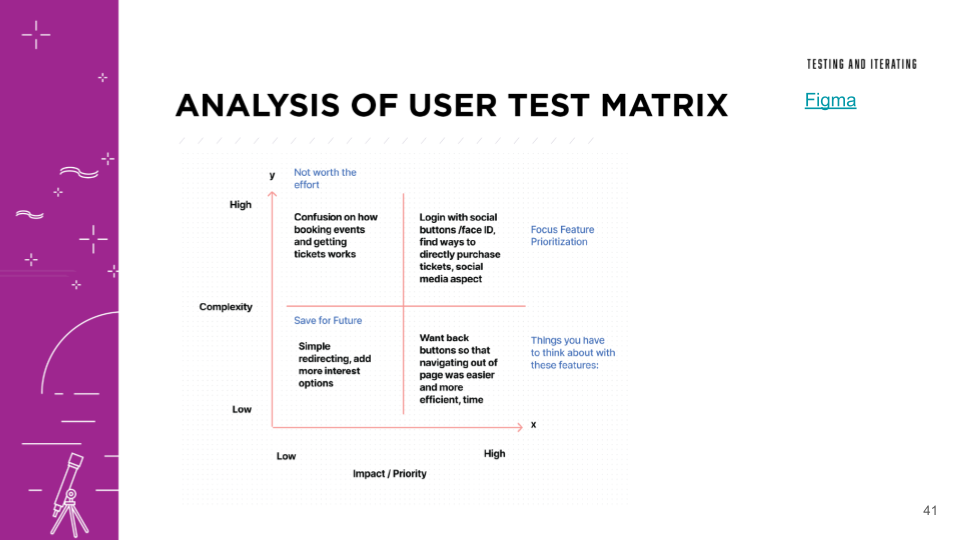 TESTING AND ITERATING
ANALYSIS OF USER TEST MATRIX
Figma
y
Not worth the
effort
High
Confusion on how
booking events
and getting
tickets works
Login with social
buttons /face ID,
find ways to
directly purchase
tickets, social
media aspect
Focus Feature
Prioritization
Complexity
Save for Future
Simple
redirecting, add
more interest
options
Want back
buttons so that
navigating out of
page was easier
and more
efficient, time
Things you have
to think about with
these features:
Low
x
Low
High
Impact / Priority
41